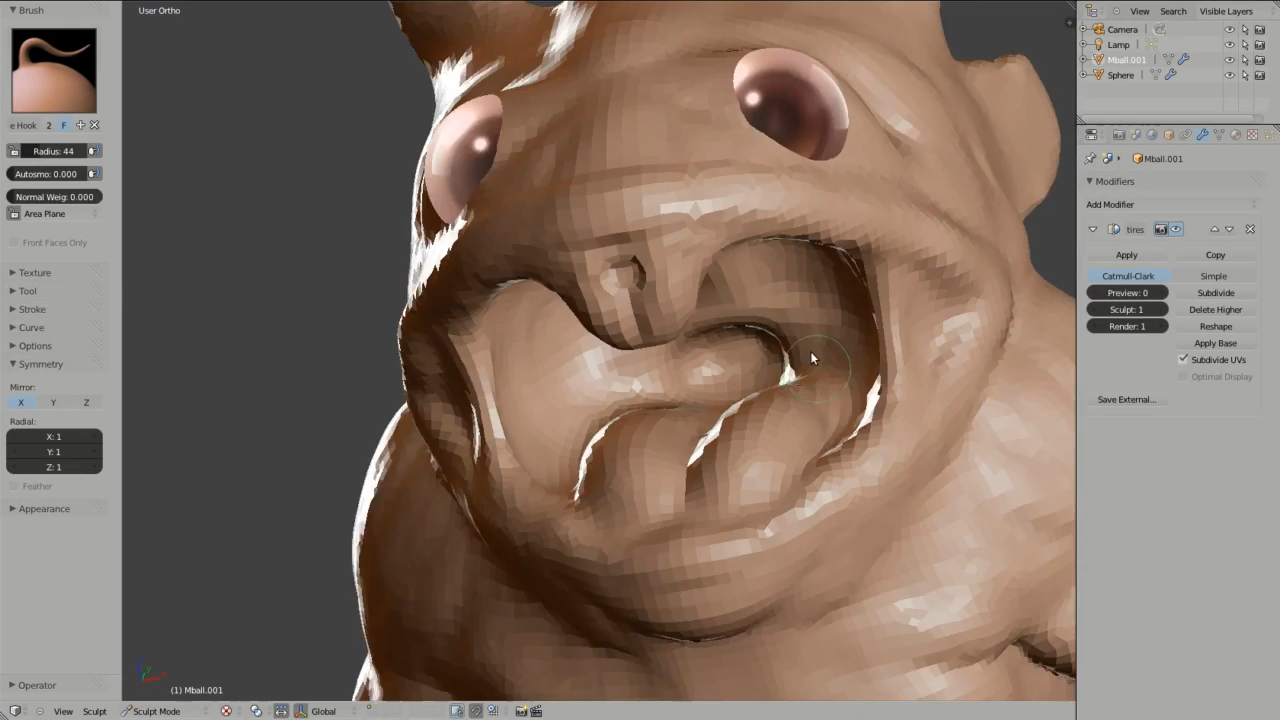 Brush
User Ortho
View Search Visible Layers
Camera
Lamp
Mball.001
Sphere
e Hook 2 F
Radius: 44
Autosmo: 0.000
Normal Weig: 0.000
Area Plane
Front Faces Only
Texture
Tool
Stroke
Curve
Options
Symmetry
Mirror:
X Y Z
Radial:
X: 1
Y: 1
Z: 1
Feather
Appearance
Operator
Mball.001
Modifiers
Add Modifier
tires
Apply Copy
Catmull-Clark Simple
Preview: 0 Subdivide
Sculpt: 1 Delete Higher
Render: 1 Reshape
Apply Base
Subdivide UVs
Optimal Display
Save External...
(1) Mball.001
View Sculpt Sculpt Mode Global